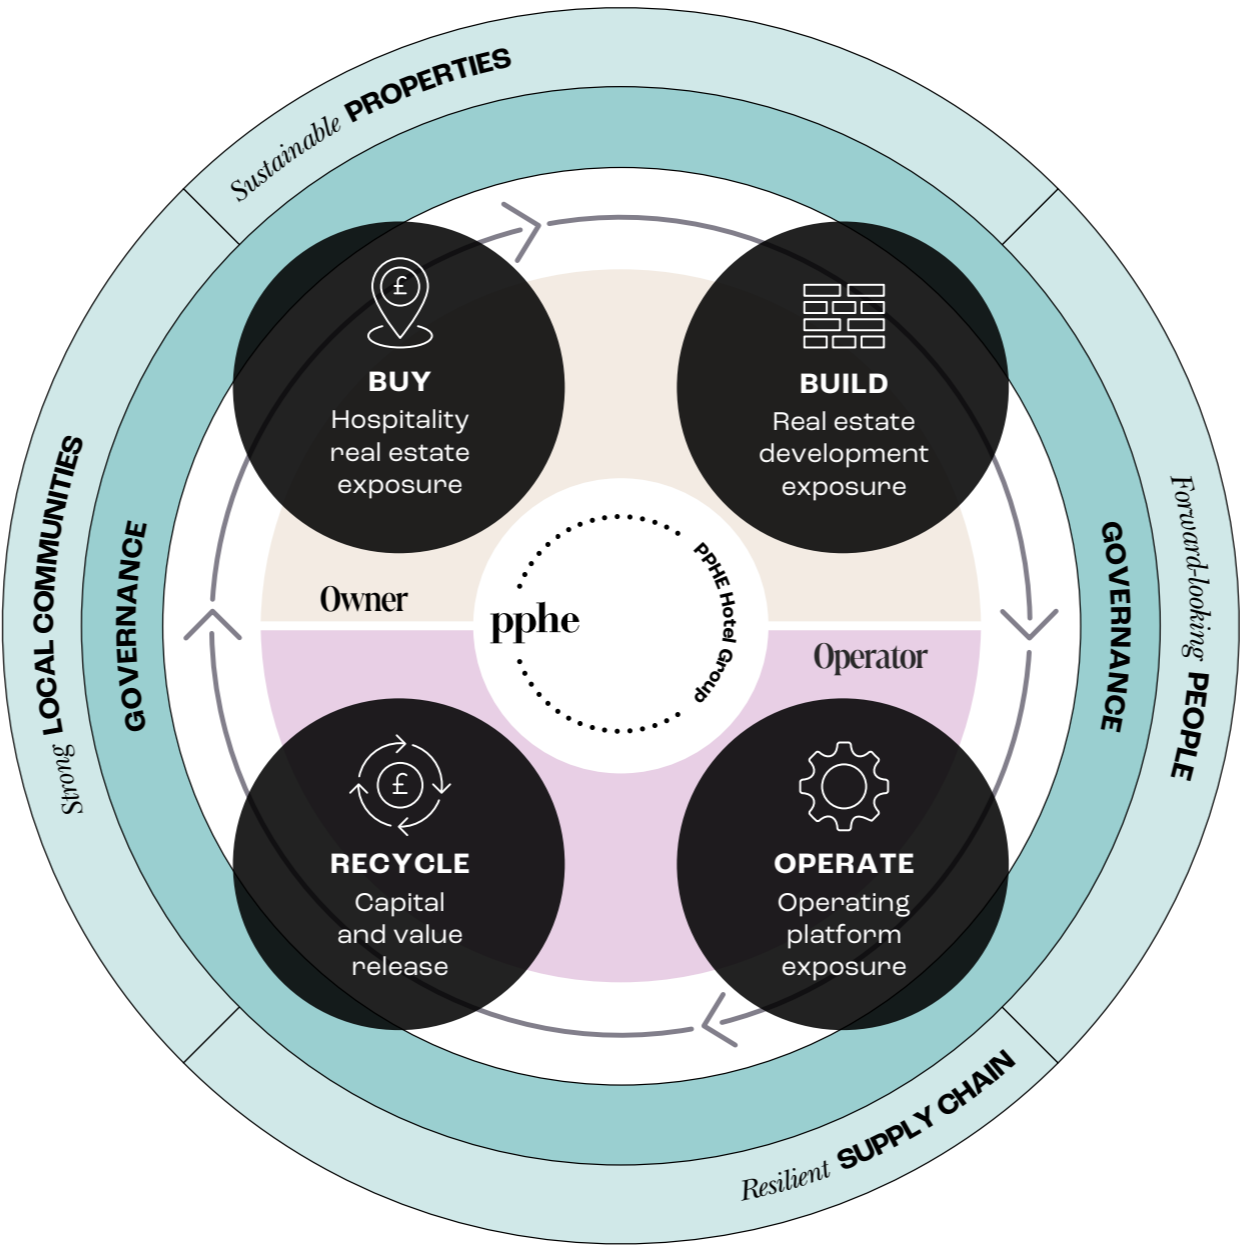 Sustainable PROPERTIES
Forward-looking PEOPLE
Resilient SUPPLY CHAIN
Strong LOCAL COMMUNITIES
GOVERNANCE
GOVERNANCE
£
BUY
Hospitality
real estate
exposure
BUILD
Real estate
development
exposure
Owner
pphe
PPHE Hotel Group
Operator
£
RECYCLE
Capital
and value
release
OPERATE
Operating
platform
exposure